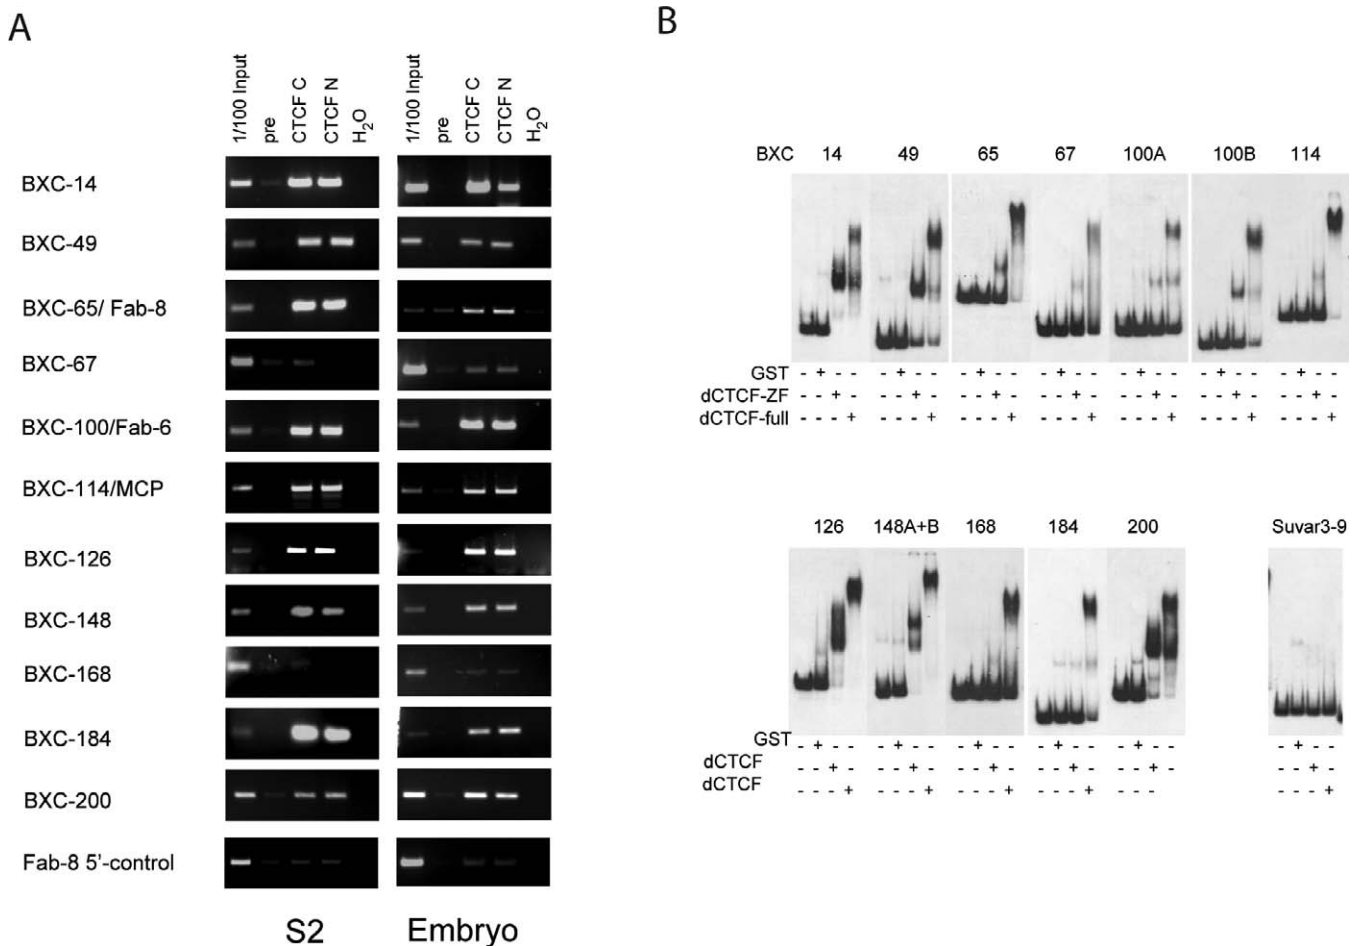 A
B
1/100 Input pre CTCF C CTCF N H₂O 1/100 Input pre CTCF C CTCF N H₂O
BXC-14
BXC-49
BXC-65/ Fab-8
BXC-67
BXC-100/Fab-6
BXC-114/MCP
BXC-126
BXC-148
BXC-168
BXC-184
BXC-200
Fab-8 5'-control
S2 Embryo
BXC 14 49 65 67 100A 100B 114
GST - + - - - + - - - + - - - + - - - + - - - + - - - + - -
dCTCF-ZF - - + - - - + - - - + - - - + - - - + - - - + - - - + -
dCTCF-full - - - + - - - + - - - + - - - + - - - + - - - + - - - +
126 148A+B 168 184 200 Suvar3-9
GST - + - - - + - - - + - - - + - - - + - - - + - -
dCTCF - - + - - - + - - - + - - - + - - - + - - - + -
dCTCF - - - + - - - + - - - + - - - + - - - - - - +